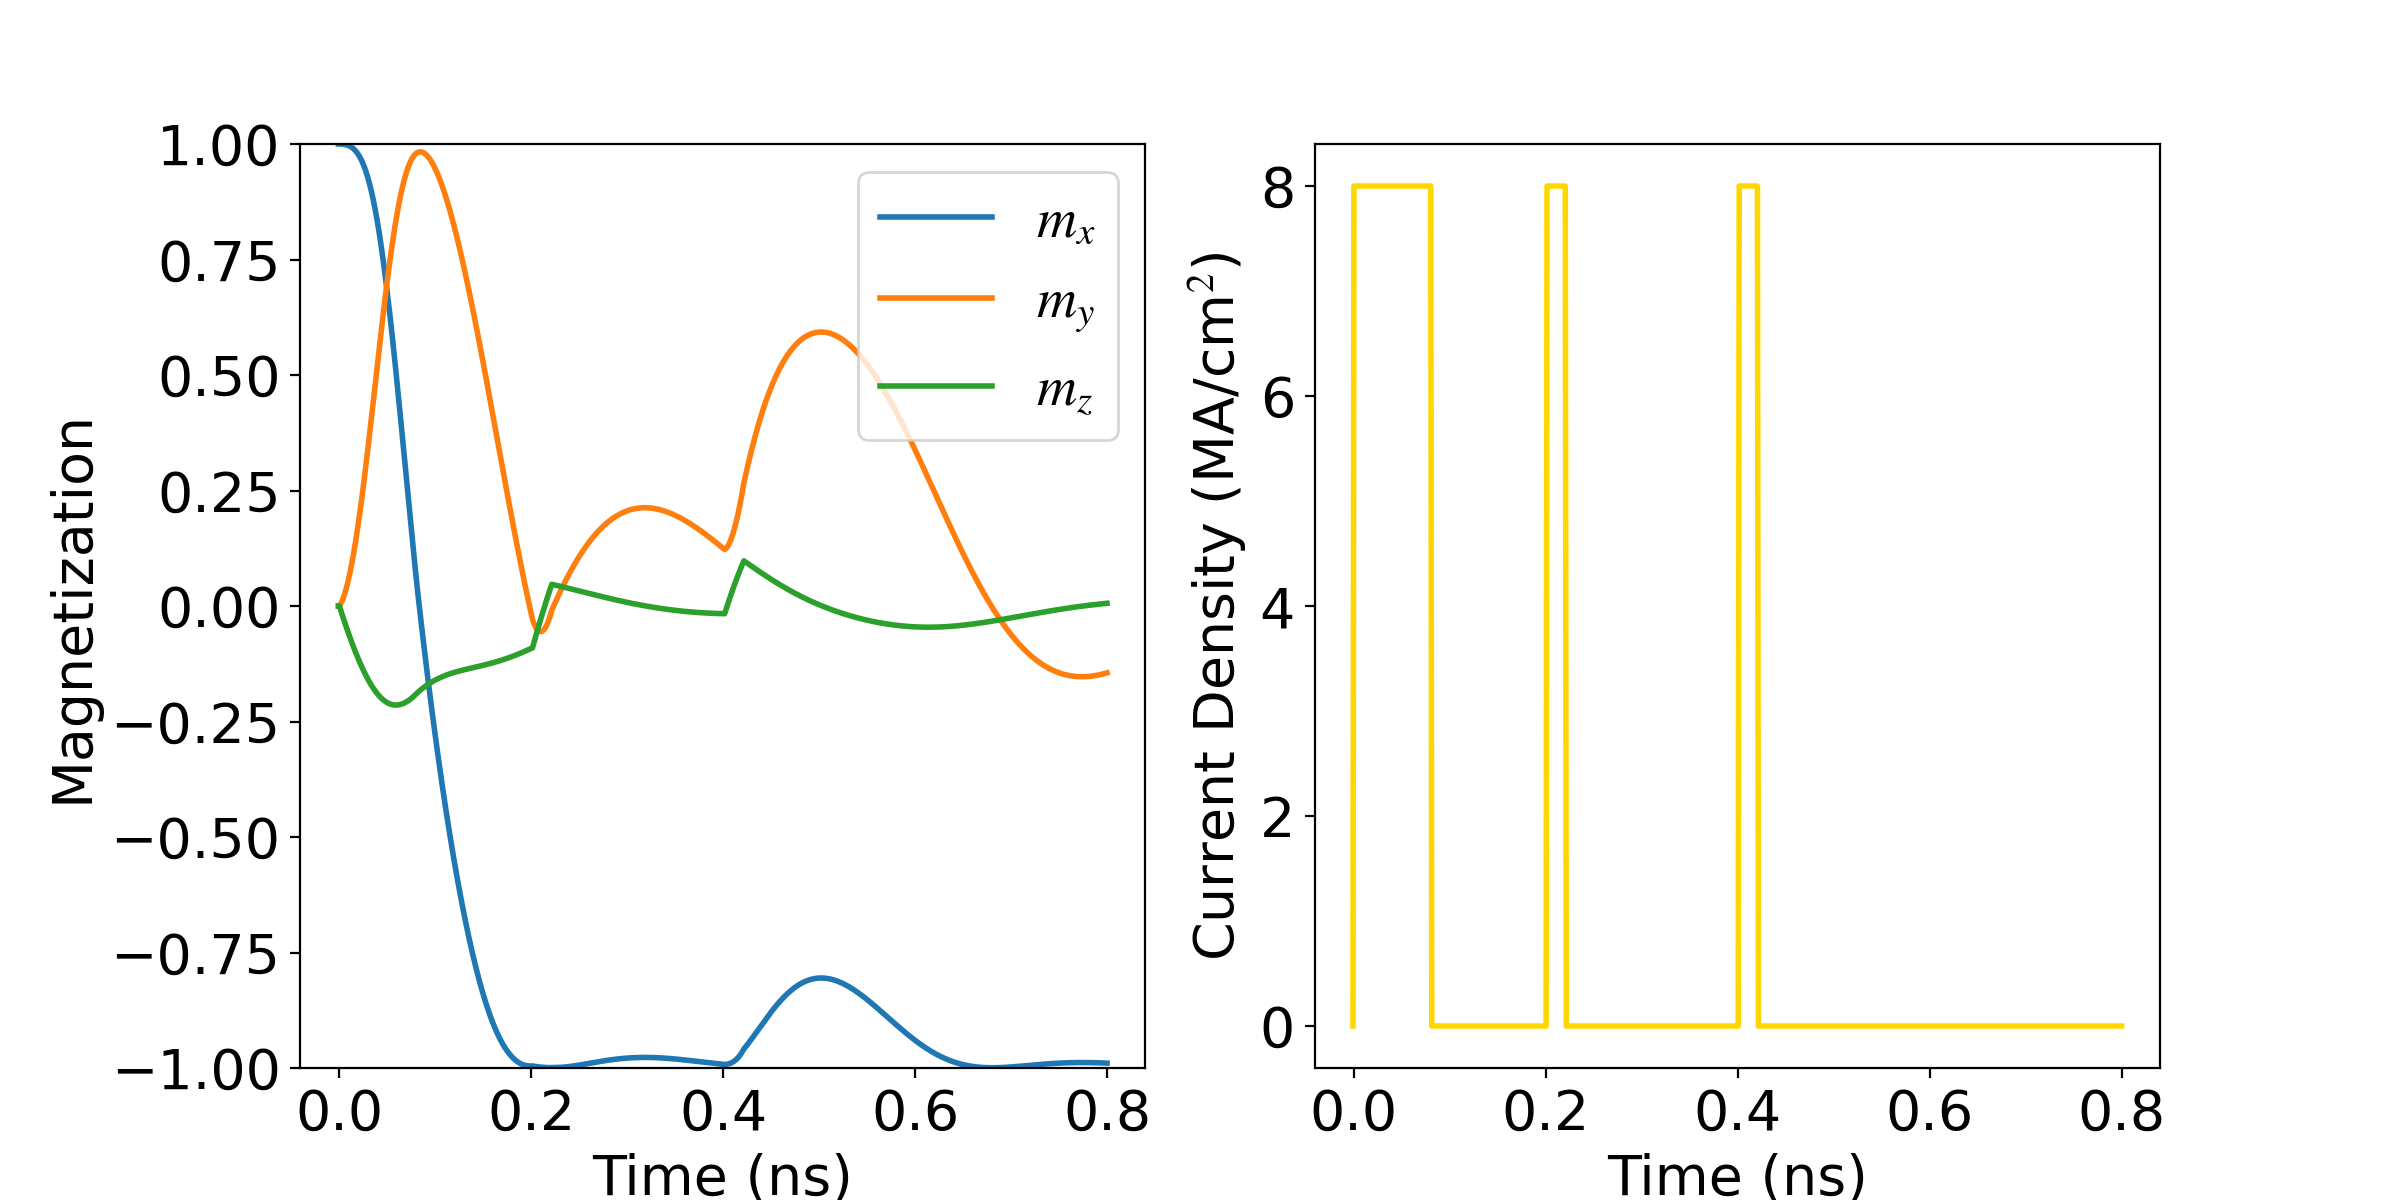 1.00
0.75
0.50
0.25
0.00
−0.25
−0.50
−0.75
−1.00
Magnetization
0.0 0.2 0.4 0.6 0.8
Time (ns)
m_x
m_y
m_z
8
6
4
2
0
Current Density (MA/cm²)
0.0 0.2 0.4 0.6 0.8
Time (ns)